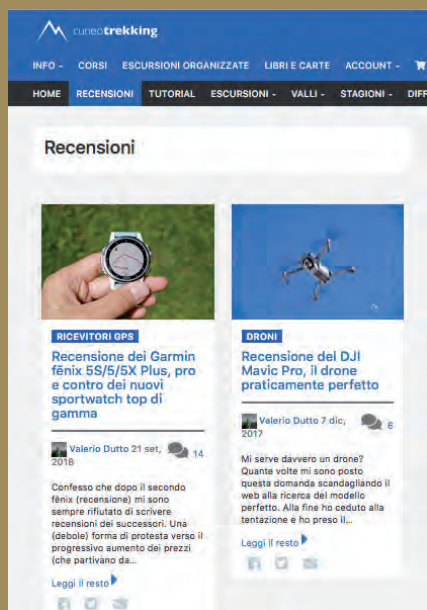 cuneotrekking
INFO - CORSI ESCURSIONI ORGANIZZATE LIBRI E CARTE ACCOUNT -
HOME RECENSIONI TUTORIAL ESCURSIONI - VALLI - STAGIONI - DIFF
Recensioni
RICEVITORI GPS
Recensione dei Garmin
fēnix 5S/5/5X Plus, pro
e contro dei nuovi
sportwatch top di
gamma
Valerio Dutto 21 set,
2018
14
Confesso che dopo il secondo
fēnix (recensione) mi sono
sempre rifiutato di scrivere
recensioni dei successori. Una
(debole) forma di protesta verso il
progressivo aumento dei prezzi
(che partivano da...
Leggi il resto
DRONI
Recensione del DJI
Mavic Pro, il drone
praticamente perfetto
Valerio Dutto 7 dic,
2017
6
Mi serve davvero un drone?
Quante volte mi sono posto
questa domanda scandagliando il
web alla ricerca del modello
perfetto. Alla fine ho ceduto alla
tentazione e ho preso il...
Leggi il resto